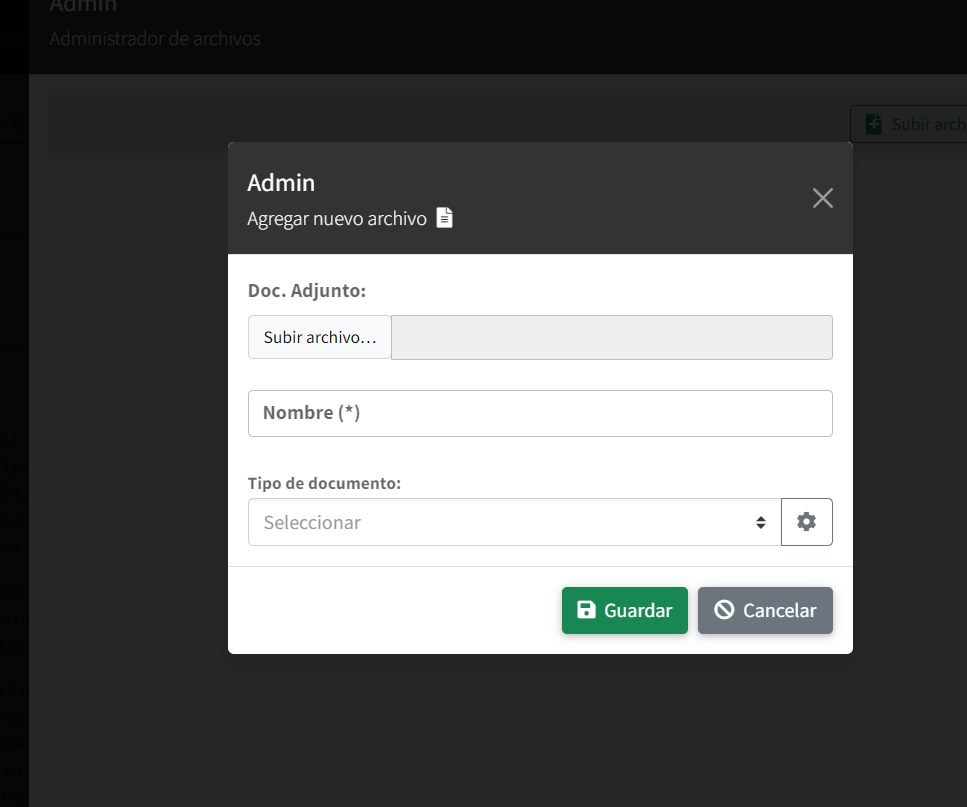 Admin
Administrador de archivos
Subir arch
Admin
Agregar nuevo archivo
Doc. Adjunto:
Subir archivo...
Nombre (*)
Tipo de documento:
Seleccionar
Guardar
Cancelar